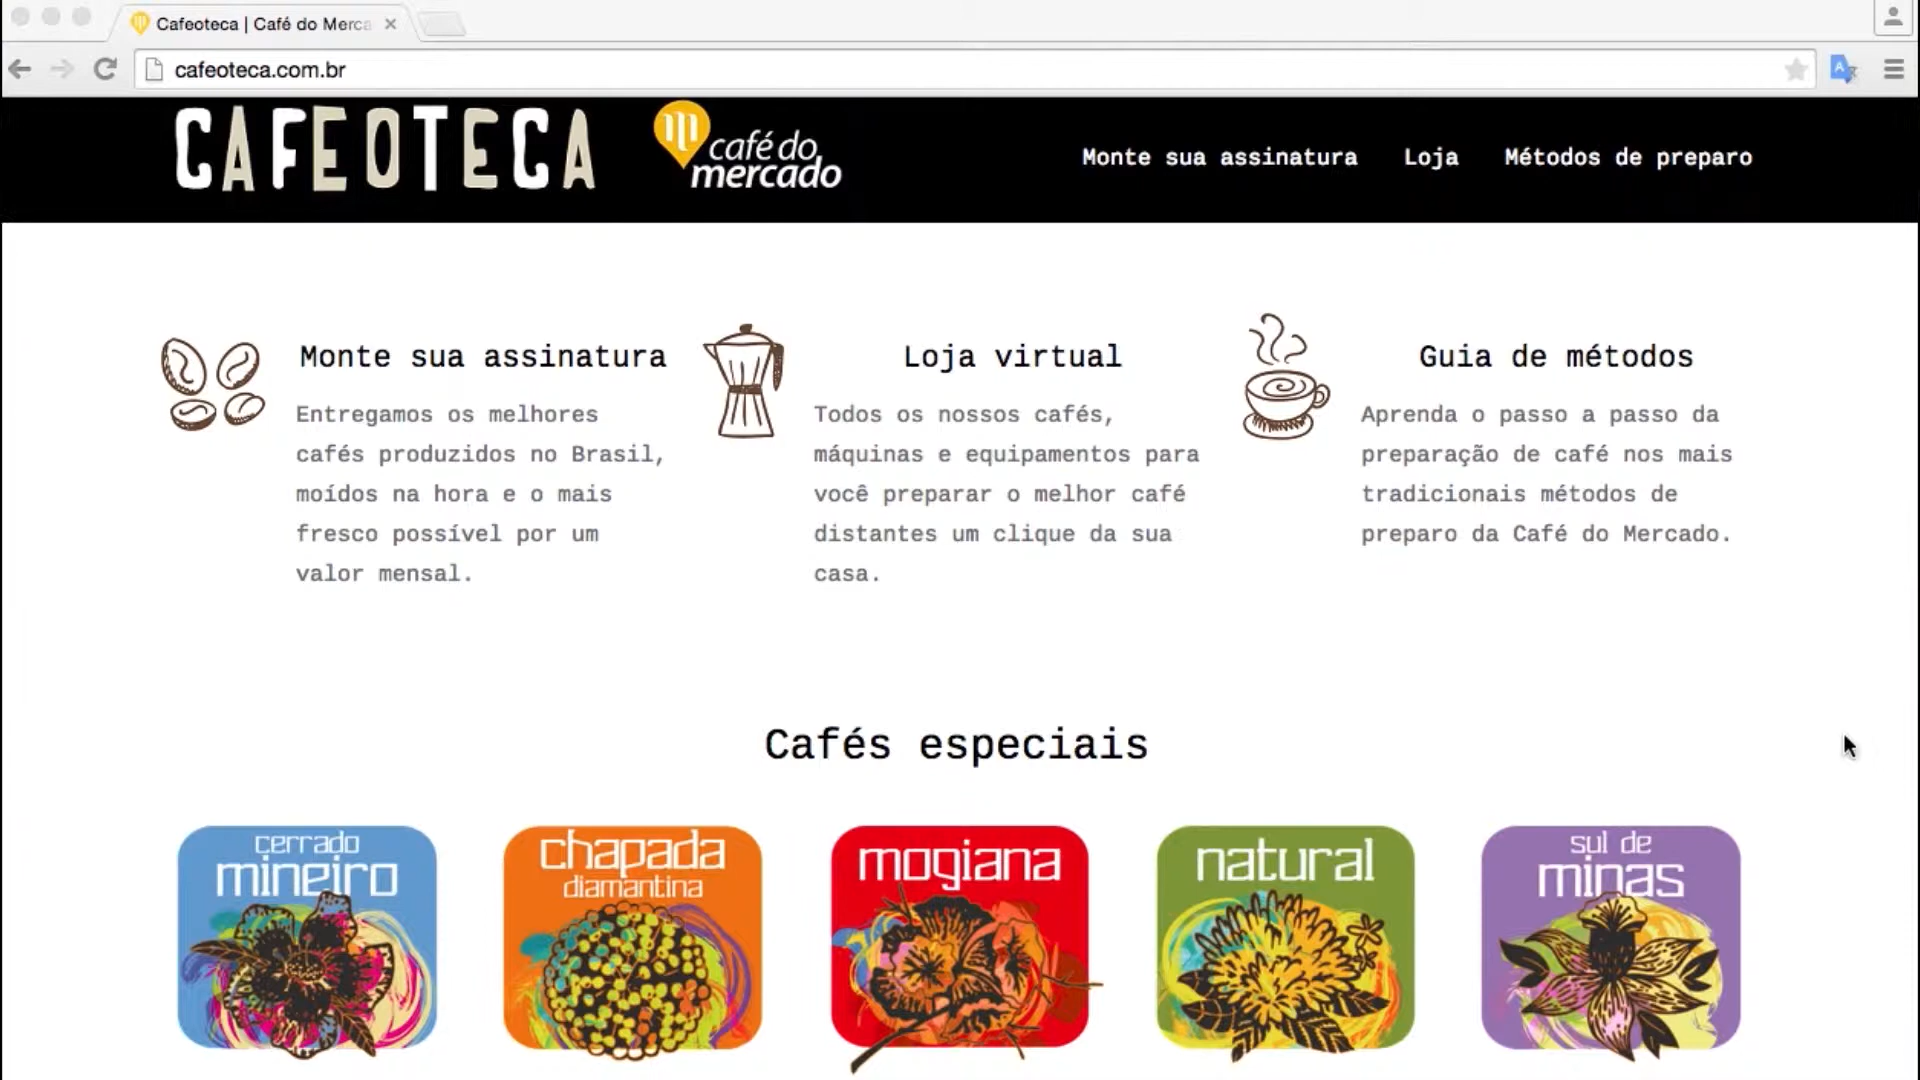 Cafeoteca | Café do Merca
cafeoteca.com.br
CAFEOTECA
café do
mercado
Monte sua assinatura
Loja
Métodos de preparo
Monte sua assinatura
Entregamos os melhores
cafés produzidos no Brasil,
moídos na hora e o mais
fresco possível por um
valor mensal.
Loja virtual
Todos os nossos cafés,
máquinas e equipamentos para
você preparar o melhor café
distantes um clique da sua
casa.
Guia de métodos
Aprenda o passo a passo da
preparação de café nos mais
tradicionais métodos de
preparo da Café do Mercado.
Cafés especiais
cerrado
mineiro
chapada
diamantina
mogiana
natural
sul de
minas